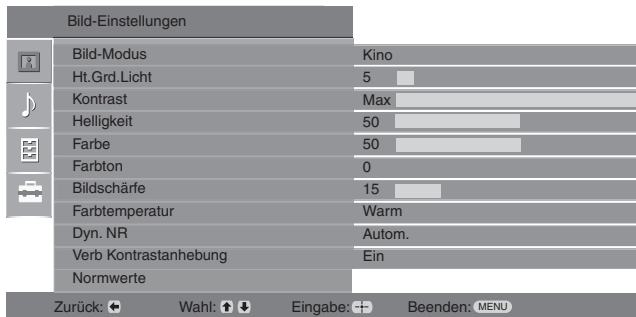 Bild-Einstellungen
Bild-Modus Kino
Ht.Grd.Licht 5
Kontrast Max
Helligkeit 50
Farbe 50
Farbton 0
Bildschärfe 15
Farbtemperatur Warm
Dyn. NR Autom.
Verb Kontrastanhebung Ein
Normwerte
Zurück: Wahl: Eingabe: Beenden: MENU